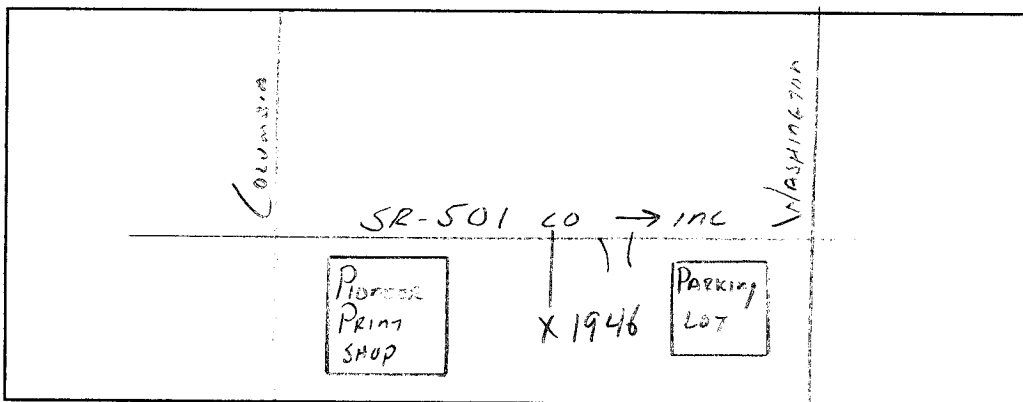 COLUMBIA
WASHINGTON
SR-501 CO → INC
PIONEER
PRINT
SHOP
X 1946
PARKING
LOT